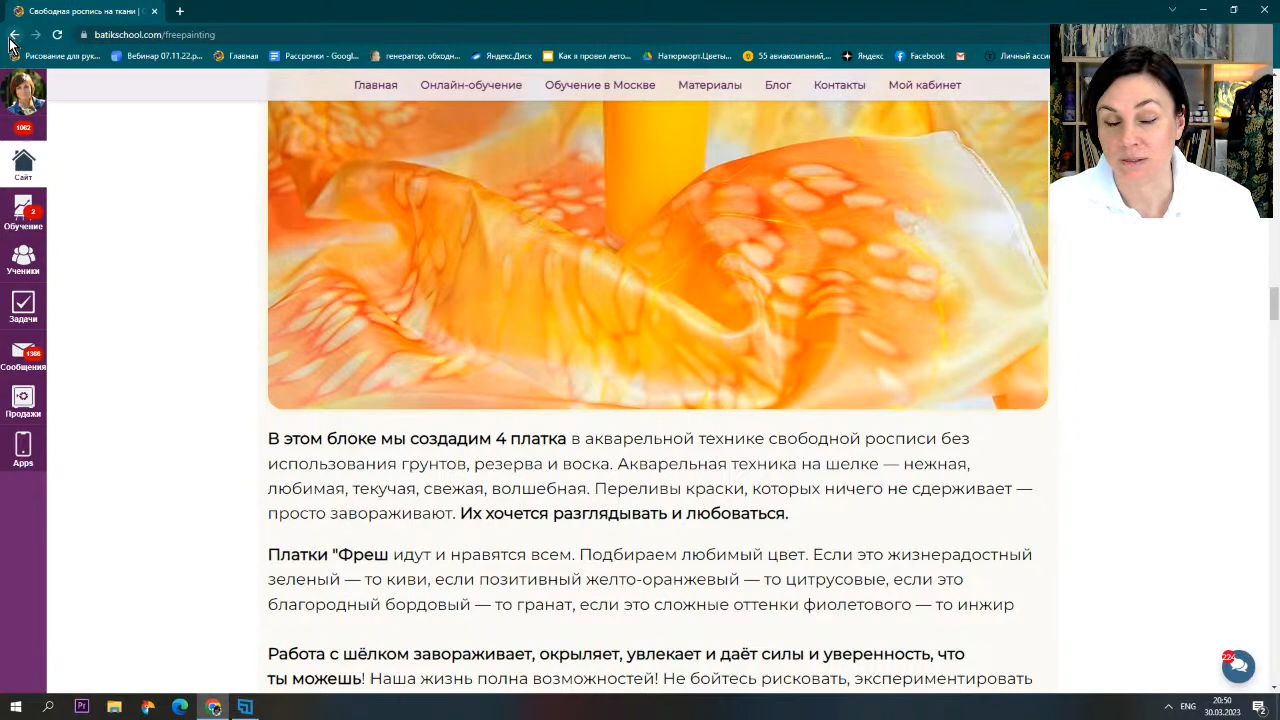 Свободная роспись на ткани |
batikschool.com/freepainting
Рисование для рук...
Вебинар 07.11.22.р...
Главная
Рассрочки - Googl...
генератор. обходн...
Яндекс.Диск
Как я провел лето...
Натюрморт.Цветы...
55 авиакомпаний,...
Яндекс
Facebook
Личный асси
Главная Онлайн-обучение Обучение в Москве Материалы Блог Контакты Мой кабинет
1062
Сайт
2
Обучение
Ученики
Задачи
1366
Сообщения
Продажи
Apps
В этом блоке мы создадим 4 платка в акварельной технике свободной росписи без
использования грунтов, резерва и воска. Акварельная техника на шелке — нежная,
любимая, текучая, свежая, волшебная. Переливы краски, которых ничего не сдерживает —
просто завораживают. Их хочется разглядывать и любоваться.
Платки "Фреш идут и нравятся всем. Подбираем любимый цвет. Если это жизнерадостный
зеленый — то киви, если позитивный желто-оранжевый — то цитрусовые, если это
благородный бордовый — то гранат, если это сложные оттенки фиолетового — то инжир
Работа с шёлком завораживает, окрыляет, увлекает и даёт силы и уверенность, что
ты можешь! Наша жизнь полна возможностей! Не бойтесь рисковать, экспериментировать
224
Pr
ENG
20:50
30.03.2023
2